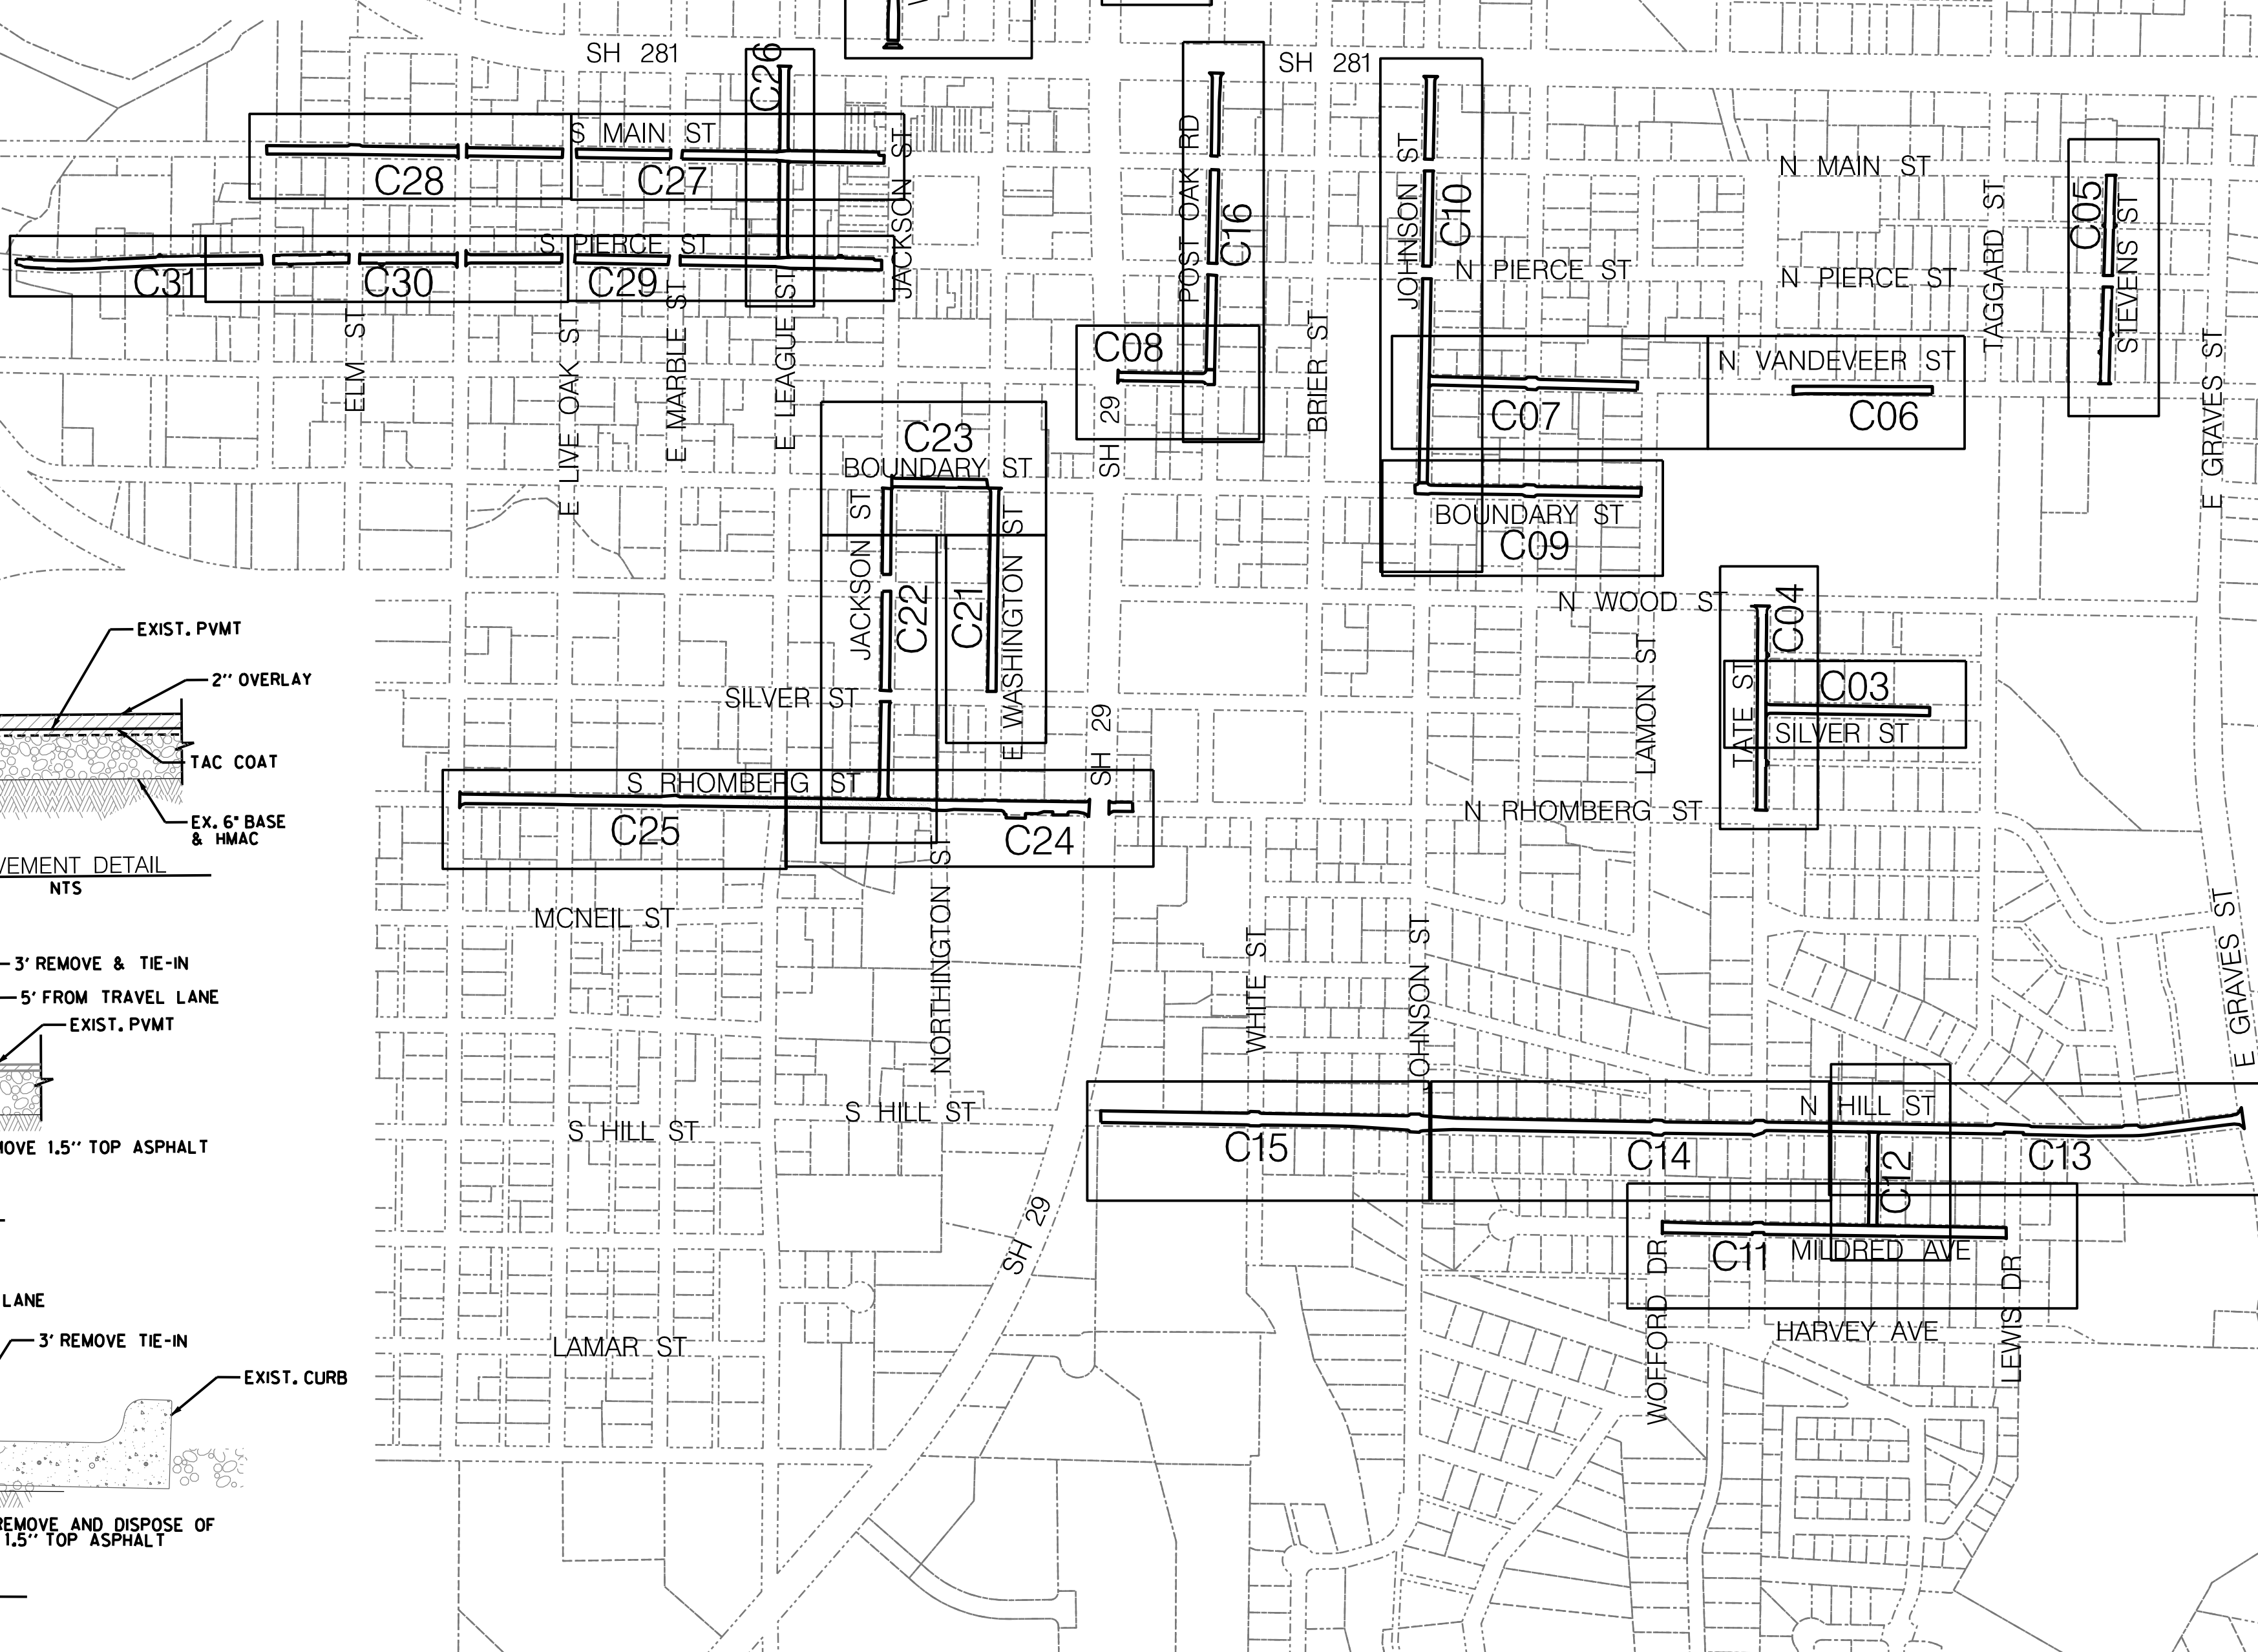 SH 281
SH 281
C26
S MAIN ST
C28
C27
JACKSON ST
S PIERCE ST
C31
C30
C29
ELM ST
E LIVE OAK ST
E MARBLE ST
E LEAGUE ST
POST OAK RD
C16
C08
SH 29
BRIER ST
JOHNSON ST
C10
N MAIN ST
N PIERCE ST
N PIERCE ST
TAGGARD ST
C05
STEVENS ST
E GRAVES ST
N VANDEVEER ST
C07
C06
BOUNDARY ST
C09
C23
BOUNDARY ST
JACKSON ST
C22
C21
E WASHINGTON ST
SILVER ST
SH 29
S RHOMBERG ST
C25
C24
N WOOD ST
LAMON ST
C04
TATE ST
C03
SILVER ST
N RHOMBERG ST
MCNEIL ST
NORTHINGTON ST
WHITE ST
JOHNSON ST
E GRAVES ST
S HILL ST
S HILL ST
N HILL ST
C15
C14
C12
C13
C11
MILDRED AVE
SH 29
WOFFORD DR
LEWIS DR
HARVEY AVE
LAMAR ST
EXIST. PVMT
2" OVERLAY
TAC COAT
EX. 6" BASE
& HMAC
VEMENT DETAIL
NTS
3' REMOVE & TIE-IN
5' FROM TRAVEL LANE
EXIST. PVMT
MOVE 1.5" TOP ASPHALT
LANE
3' REMOVE TIE-IN
EXIST. CURB
REMOVE AND DISPOSE OF
1.5" TOP ASPHALT